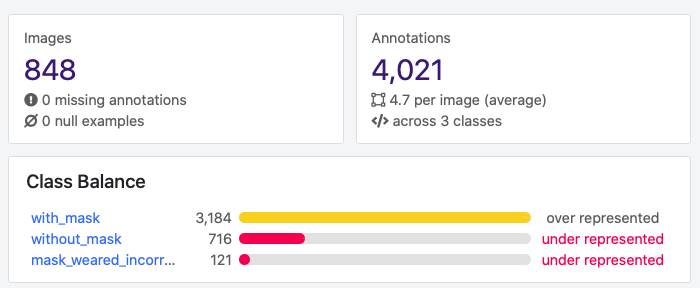 Images
848
0 missing annotations
0 null examples
Annotations
4,021
4.7 per image (average)
across 3 classes
Class Balance
with_mask 3,184 over represented
without_mask 716 under represented
mask_weared_incorr... 121 under represented